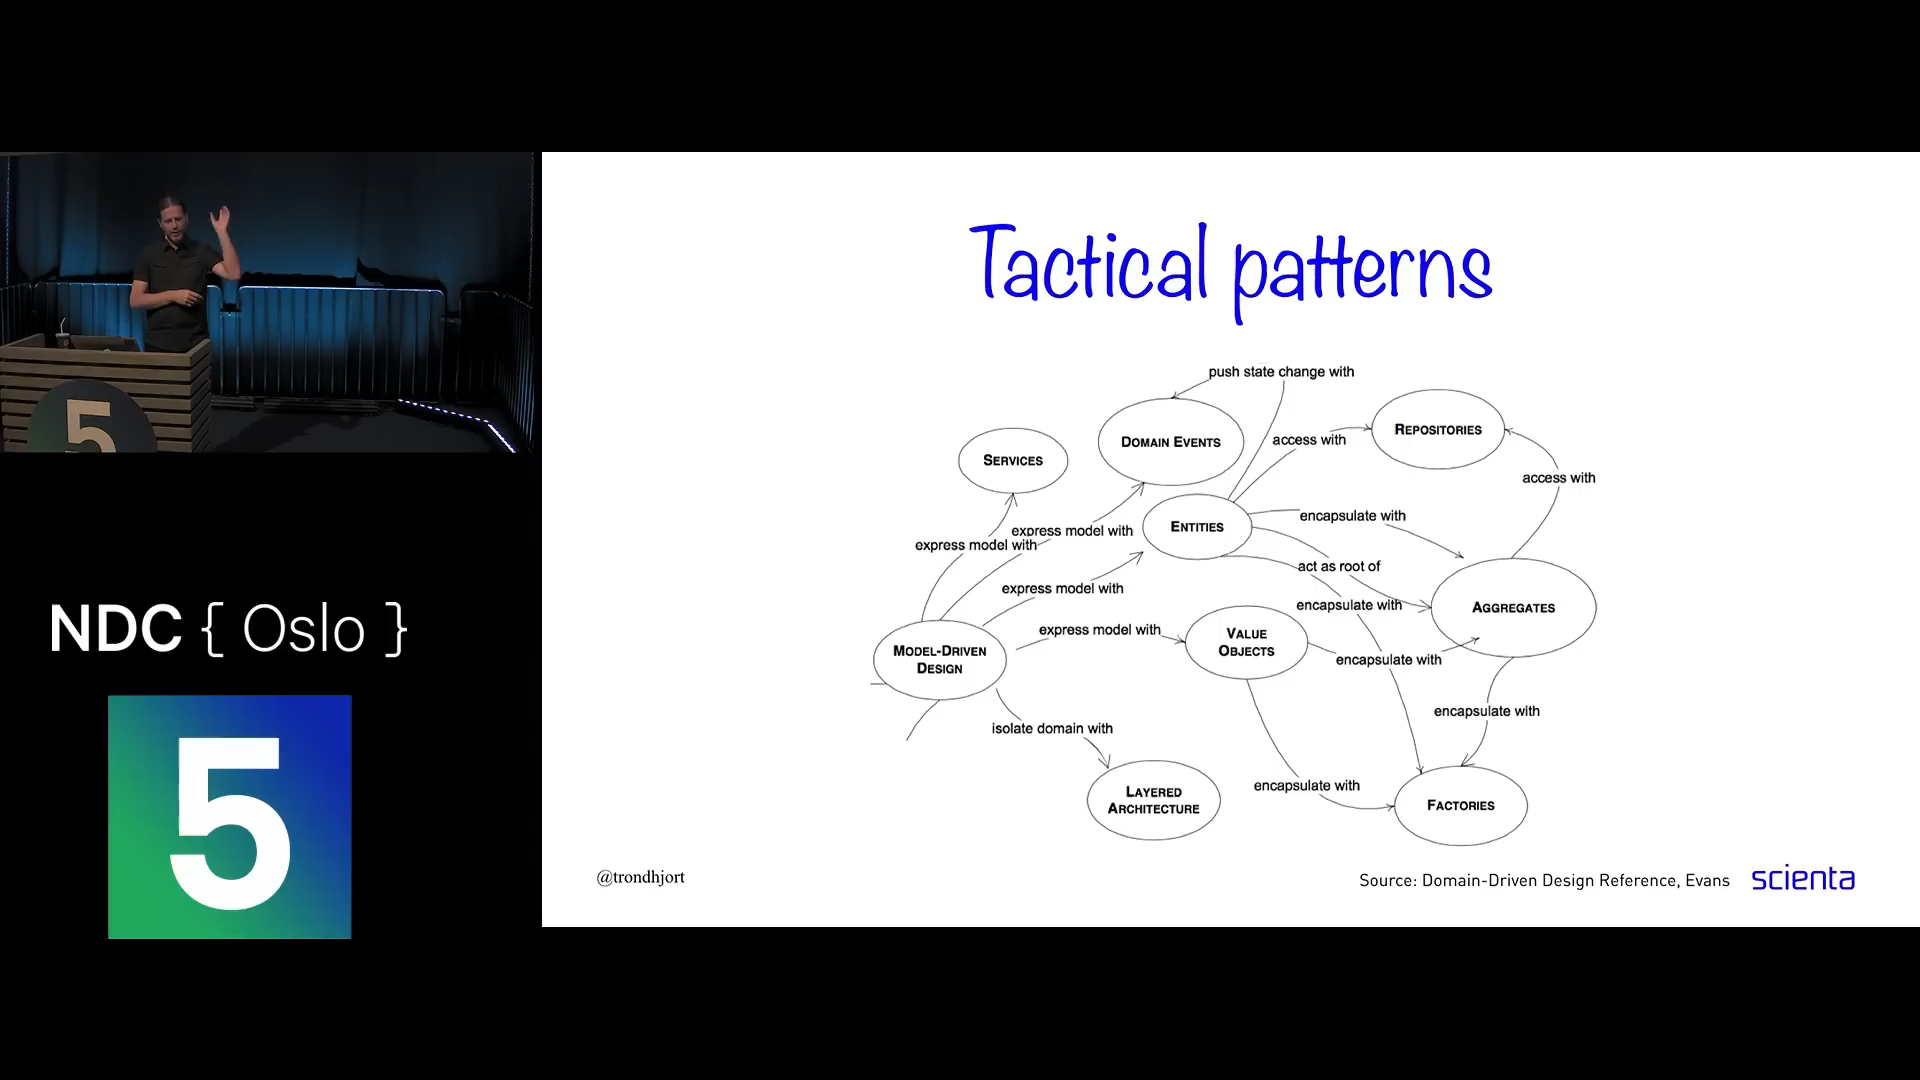 Tactical patterns
push state change with
DOMAIN EVENTS
REPOSITORIES
access with
SERVICES
access with
ENTITIES
encapsulate with
express model with
express model with
act as root of
express model with
encapsulate with
AGGREGATES
express model with
VALUE
OBJECTS
MODEL-DRIVEN
DESIGN
encapsulate with
encapsulate with
isolate domain with
encapsulate with
LAYERED
ARCHITECTURE
FACTORIES
@trondhjort
Source: Domain-Driven Design Reference, Evans
scienta
5
NDC { Oslo }
5